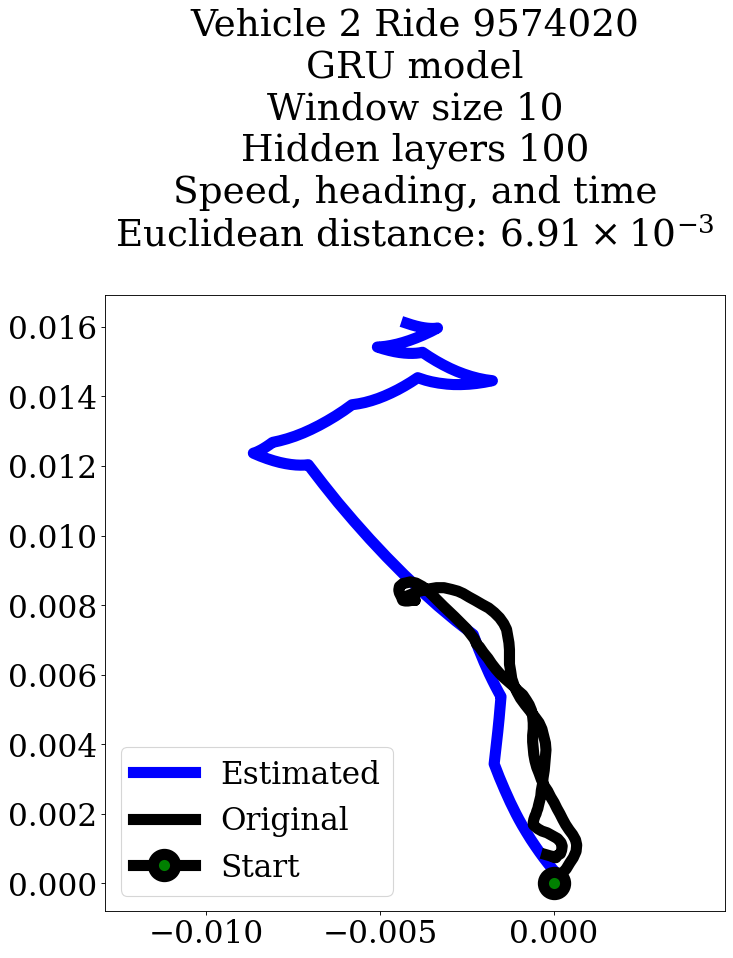 Vehicle 2 Ride 9574020
GRU model
Window size 10
Hidden layers 100
Speed, heading, and time
Euclidean distance: 6.91 × 10⁻³
0.016
0.014
0.012
0.010
0.008
0.006
0.004
0.002
0.000
Estimated
Original
Start
−0.010 −0.005 0.000